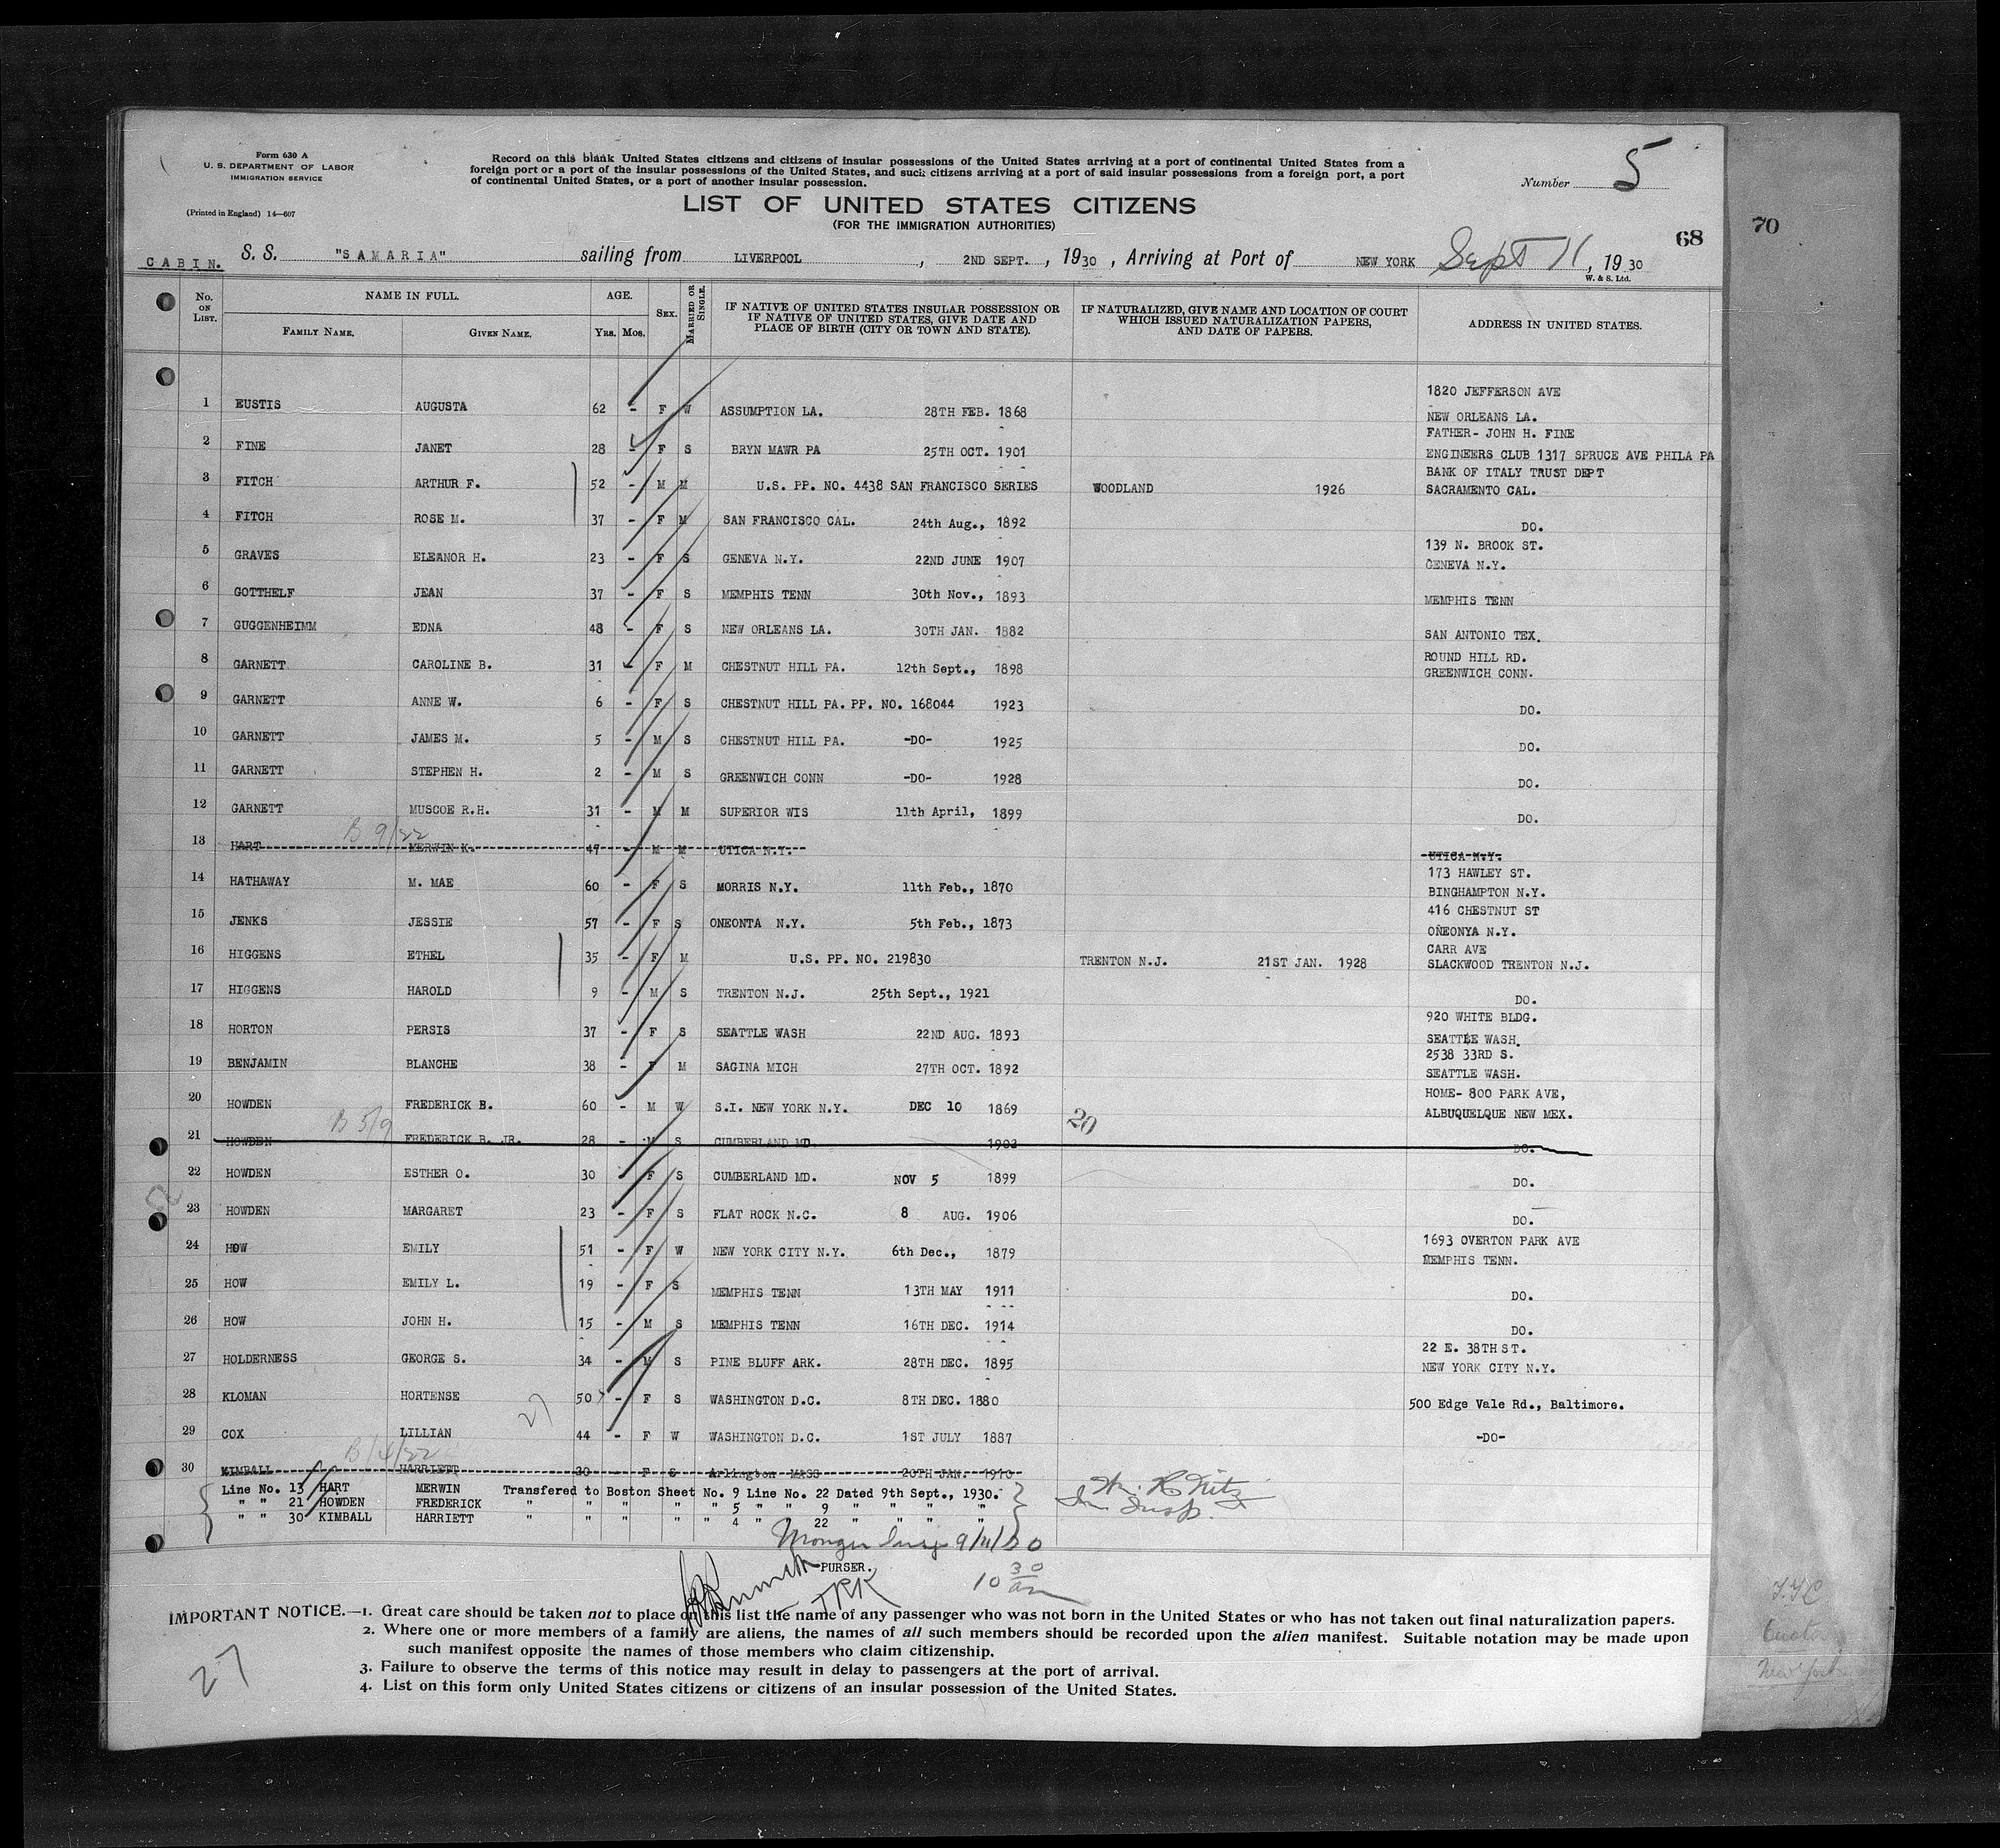 Form 630 A
U. S. DEPARTMENT OF LABOR
IMMIGRATION SERVICE
(Printed in England) 14—607
Record on this blank United States citizens and citizens of insular possessions of the United States arriving at a port of continental United States from a
foreign port or a port of the insular possessions of the United States, and such citizens arriving at a port of said insular possessions from a foreign port, a port
of continental United States, or a port of another insular possession.
Number 5
LIST OF UNITED STATES CITIZENS
(FOR THE IMMIGRATION AUTHORITIES)
68
70
CABIN. S. S. "SAMARIA" sailing from LIVERPOOL, 2ND SEPT., 1930, Arriving at Port of NEW YORK Sept 11, 1930
W. & S. Ltd.
No. ON LIST. NAME IN FULL. FAMILY NAME. GIVEN NAME. AGE. YRS. MOS. SEX. MARRIED OR SINGLE. IF NATIVE OF UNITED STATES INSULAR POSSESSION OR IF NATIVE OF UNITED STATES, GIVE DATE AND PLACE OF BIRTH (CITY OR TOWN AND STATE). IF NATURALIZED, GIVE NAME AND LOCATION OF COURT WHICH ISSUED NATURALIZATION PAPERS, AND DATE OF PAPERS. ADDRESS IN UNITED STATES.
1 EUSTIS AUGUSTA 62 - F W ASSUMPTION LA. 28TH FEB. 1868 1820 JEFFERSON AVE
NEW ORLEANS LA.
2 FINE JANET 28 - F S BRYN MAWR PA 25TH OCT. 1901 FATHER- JOHN H. FINE
ENGINEERS CLUB 1317 SPRUCE AVE PHILA PA
3 FITCH ARTHUR F. 52 - M M U.S. PP. NO. 4438 SAN FRANCISCO SERIES WOODLAND 1926 BANK OF ITALY TRUST DEPT
SACRAMENTO CAL.
4 FITCH ROSE M. 37 - F M SAN FRANCISCO CAL. 24th Aug., 1892 DO.
5 GRAVES ELEANOR H. 23 - F S GENEVA N.Y. 22ND JUNE 1907 139 N. BROOK ST.
GENEVA N.Y.
6 GOTTHELF JEAN 37 - F S MEMPHIS TENN 30th Nov., 1893 MEMPHIS TENN
7 GUGGENHEIMM EDNA 48 - F S NEW ORLEANS LA. 30TH JAN. 1882 SAN ANTONIO TEX.
8 GARNETT CAROLINE B. 31 - F M CHESTNUT HILL PA. 12th Sept., 1898 ROUND HILL RD.
GREENWICH CONN.
9 GARNETT ANNE W. 6 - F S CHESTNUT HILL PA. PP. NO. 168044 1923 DO.
10 GARNETT JAMES M. 5 - M S CHESTNUT HILL PA. -DO- 1925 DO.
11 GARNETT STEPHEN H. 2 - M S GREENWICH CONN -DO- 1928 DO.
12 GARNETT MUSCOE R.H. 31 - M M SUPERIOR WIS 11th April, 1899 DO.
B 9/22
13 HART MERWIN K. 47 - M M UTICA N.Y. UTICA N.Y.
14 HATHAWAY M. MAE 60 - F S MORRIS N.Y. 11th Feb., 1870 173 HAWLEY ST.
BINGHAMPTON N.Y.
15 JENKS JESSIE 57 - F S ONEONTA N.Y. 5th Feb., 1873 416 CHESTNUT ST
ONEONYA N.Y.
16 HIGGENS ETHEL 35 - F M U.S. PP. NO. 219830 TRENTON N.J. 21ST JAN. 1928 CARR AVE
SLACKWOOD TRENTON N.J.
17 HIGGENS HAROLD 9 - M S TRENTON N.J. 25th Sept., 1921 DO.
18 HORTON PERSIS 37 - F S SEATTLE WASH 22ND AUG. 1893 920 WHITE BLDG.
SEATTLE WASH.
19 BENJAMIN BLANCHE 38 - F M SAGINA MICH 27TH OCT. 1892 2538 33RD S.
SEATTLE WASH.
20 HOWDEN FREDERICK B. 60 - M W S.I. NEW YORK N.Y. DEC 10 1869 HOME- 800 PARK AVE,
ALBUQUELQUE NEW MEX.
B 5/9 20
21 HOWDEN FREDERICK B. JR. 28 - M S CUMBERLAND MD. 1902 DO.
22 HOWDEN ESTHER O. 30 F S CUMBERLAND MD. NOV 5 1899 DO.
23 HOWDEN MARGARET 23 - F S FLAT ROCK N.C. 8 AUG. 1906 DO.
24 HOW EMILY 51 - F W NEW YORK CITY N.Y. 6th Dec., 1879 1693 OVERTON PARK AVE
MEMPHIS TENN.
25 HOW EMILY L. 19 - F S MEMPHIS TENN 13TH MAY 1911 DO.
26 HOW JOHN H. 15 - M S MEMPHIS TENN 16TH DEC. 1914 DO.
27 HOLDERNESS GEORGE S. 34 - M S PINE BLUFF ARK. 28TH DEC. 1895 22 E. 38TH ST.
NEW YORK CITY N.Y.
28 KLOMAN HORTENSE 50 - F S WASHINGTON D.C. 8TH DEC. 1880 500 Edge Vale Rd., Baltimore.
27
29 COX LILLIAN 44 - F W WASHINGTON D.C. 1ST JULY 1887 -DO-
B/4/22
30 KIMBALL HARRIETT 20 - F S Arlington MASS 20TH JAN. 1910
Line No. 13 HART MERWIN Transfered to Boston Sheet No. 9 Line No. 22 Dated 9th Sept., 1930.
" " 21 HOWDEN FREDERICK " " " " " 5 " " 9 " " "
" " 30 KIMBALL HARRIETT " " " " " 4 " " 22 " " "
Insp.
9/11/30
PURSER.
JRK
10 30 am
IMPORTANT NOTICE.—1. Great care should be taken not to place on this list the name of any passenger who was not born in the United States or who has not taken out final naturalization papers.
2. Where one or more members of a family are aliens, the names of all such members should be recorded upon the alien manifest. Suitable notation may be made upon
such manifest opposite the names of those members who claim citizenship.
3. Failure to observe the terms of this notice may result in delay to passengers at the port of arrival.
4. List on this form only United States citizens or citizens of an insular possession of the United States.
27
New York